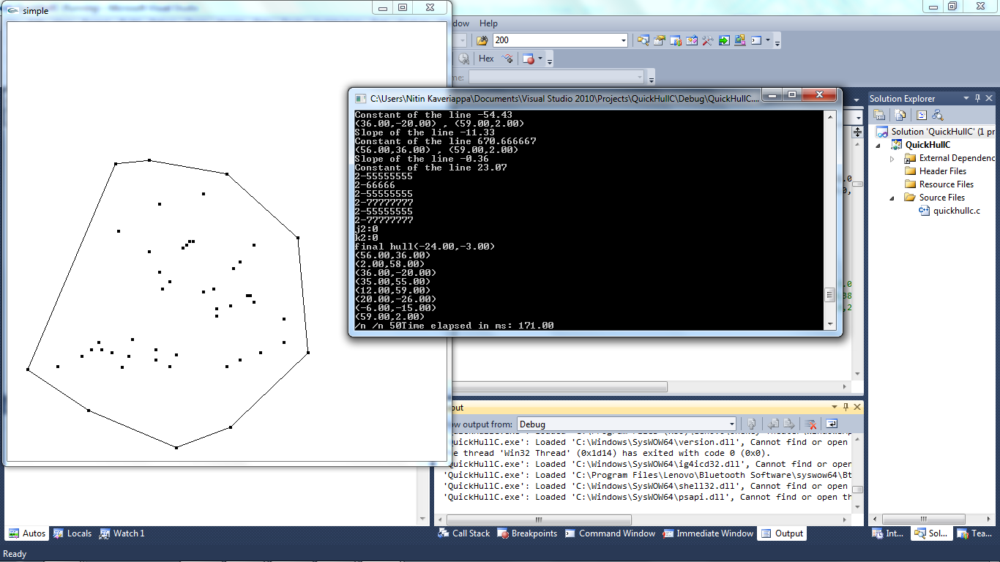 simple
dow Help
200
Hex
me:
C:\Users\Nitin Kaveriappa\Documents\Visual Studio 2010\Projects\QuickHullC\Debug\QuickHullC....
Constant of the line -54.43
(36.00,-20.00) , (59.00,2.00)
Slope of the line -11.33
Constant of the line 670.666667
(56.00,36.00) , (59.00,2.00)
Slope of the line -0.36
Constant of the line 23.07
2-55555555
2-66666
2-55555555
2-77777777
2-55555555
2-77777777
j2:0
k2:0
final hull(-24.00,-3.00)
(56.00,36.00)
(2.00,58.00)
(36.00,-20.00)
(35.00,55.00)
(12.00,59.00)
(20.00,-26.00)
(-6.00,-15.00)
(59.00,2.00)
/n /n 50Time elapsed in ms: 171.00
Solution Explorer
Solution 'QuickHullC' (1 pr
QuickHullC
External Dependenc
Header Files
Resource Files
Source Files
quickhullc.c
put
ow output from: Debug
QuickHullC.exe': Loaded 'C:\Windows\SysWOW64\version.dll', Cannot find or open
he thread 'Win32 Thread' (0x1d14) has exited with code 0 (0x0).
QuickHullC.exe': Loaded 'C:\Windows\SysWOW64\ig4icd32.dll', Cannot find or open
'QuickHullC.exe': Loaded 'C:\Program Files\Lenovo\Bluetooth Software\syswow64\Bt
'QuickHullC.exe': Loaded 'C:\Windows\SysWOW64\shell32.dll', Cannot find or open
'QuickHullC.exe': Loaded 'C:\Windows\SysWOW64\psapi.dll', Cannot find or open th
Autos Locals Watch 1
Call Stack Breakpoints Command Window Immediate Window Output
Int... Sol... Tea...
Ready